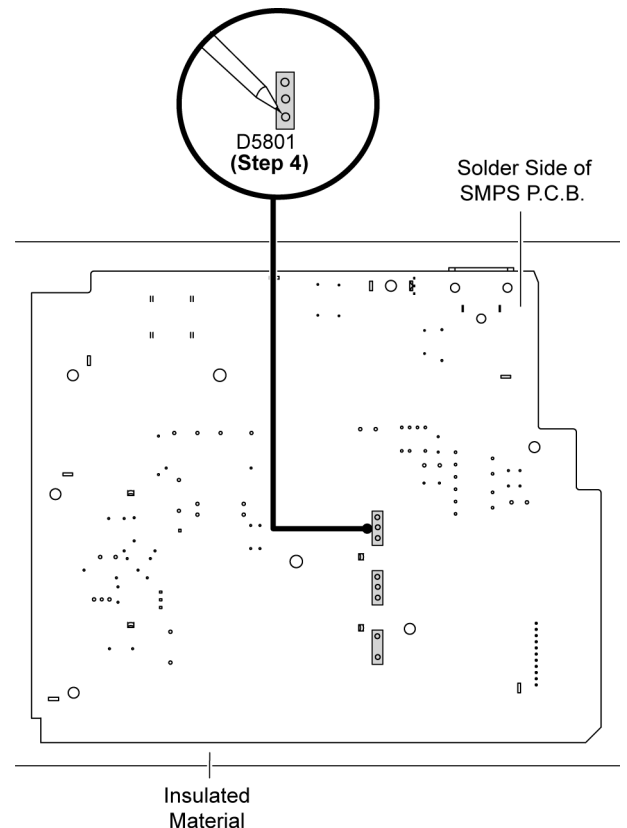 D5801
(Step 4)
Solder Side of
SMPS P.C.B.
Insulated
Material